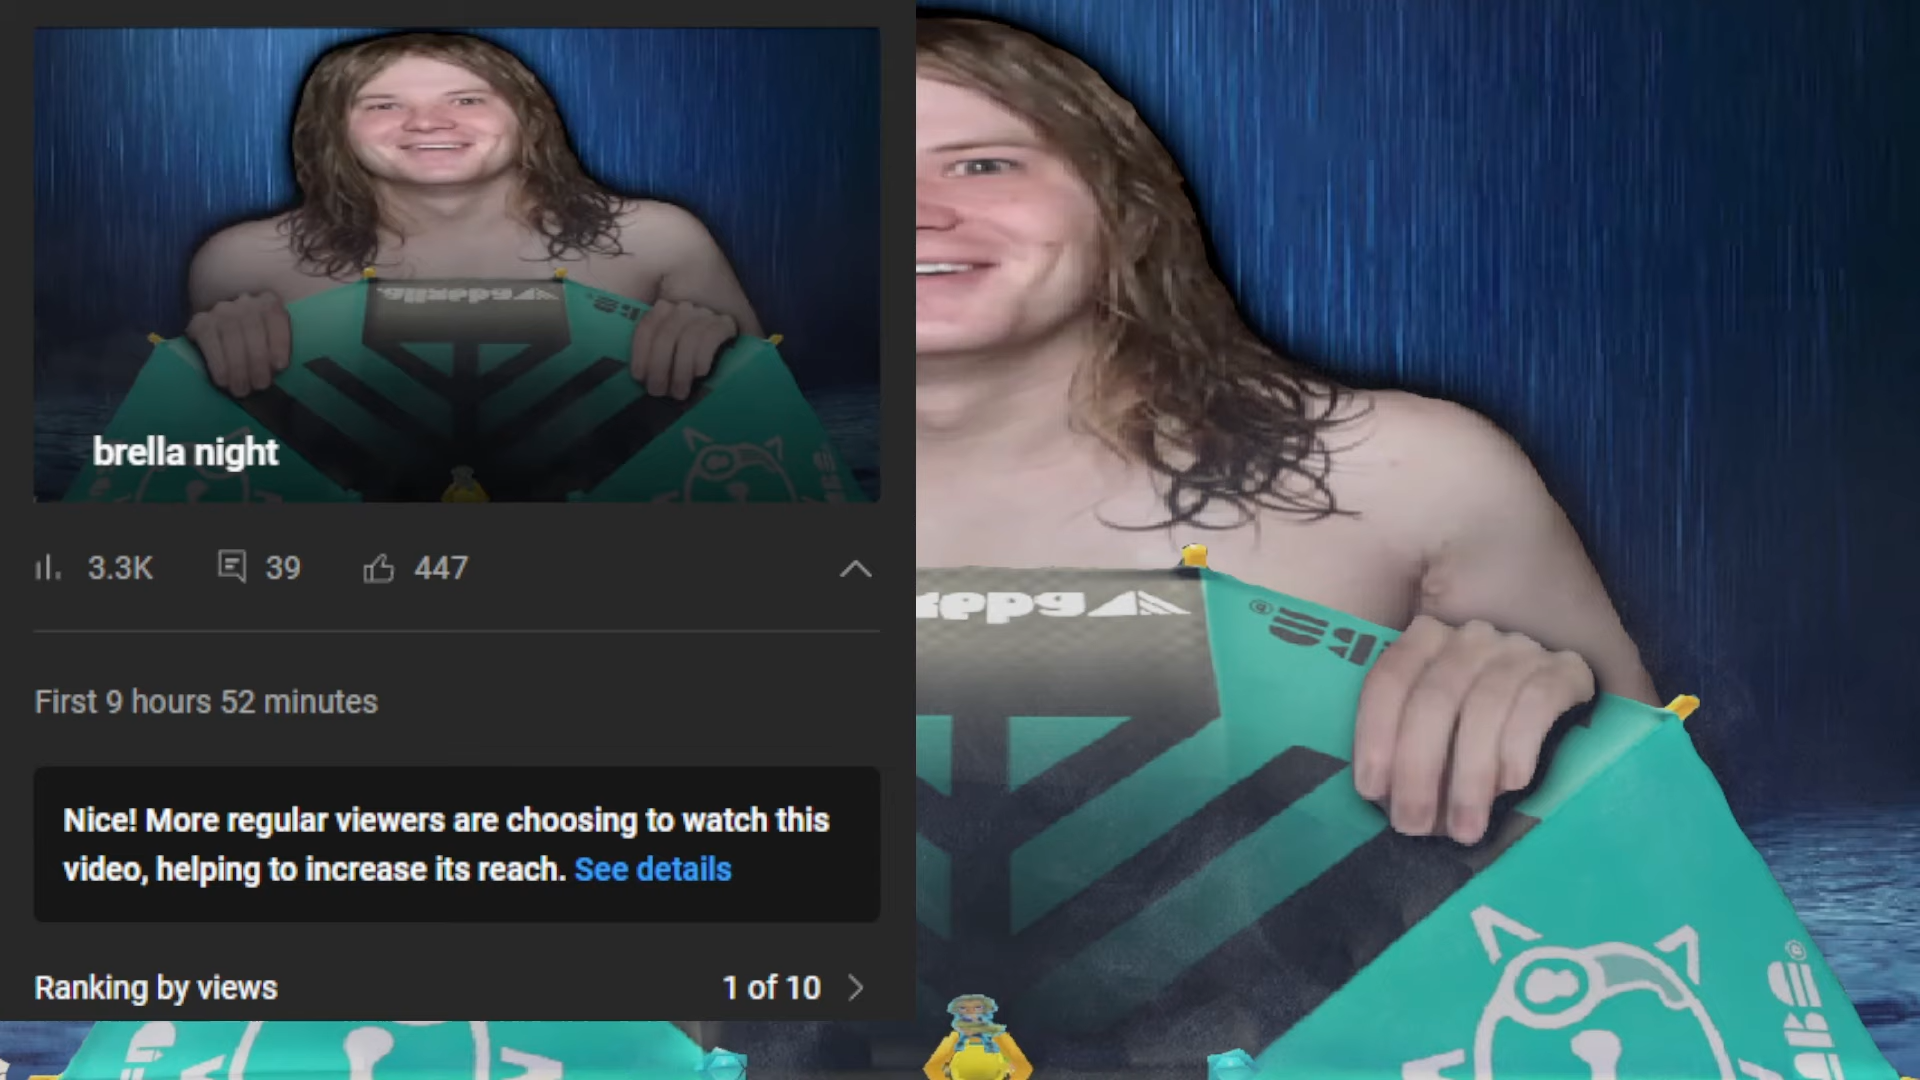 brella night
3.3K
39
447
First 9 hours 52 minutes
Nice! More regular viewers are choosing to watch this
video, helping to increase its reach. See details
Ranking by views
1 of 10